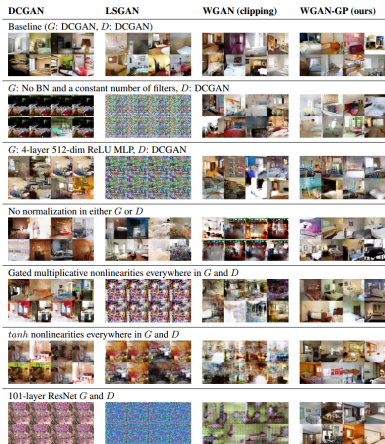 DCGAN LSGAN WGAN (clipping) WGAN-GP (ours)
Baseline (G: DCGAN, D: DCGAN)
G: No BN and a constant number of filters, D: DCGAN
G: 4-layer 512-dim ReLU MLP, D: DCGAN
No normalization in either G or D
Gated multiplicative nonlinearities everywhere in G and D
tanh nonlinearities everywhere in G and D
101-layer ResNet G and D